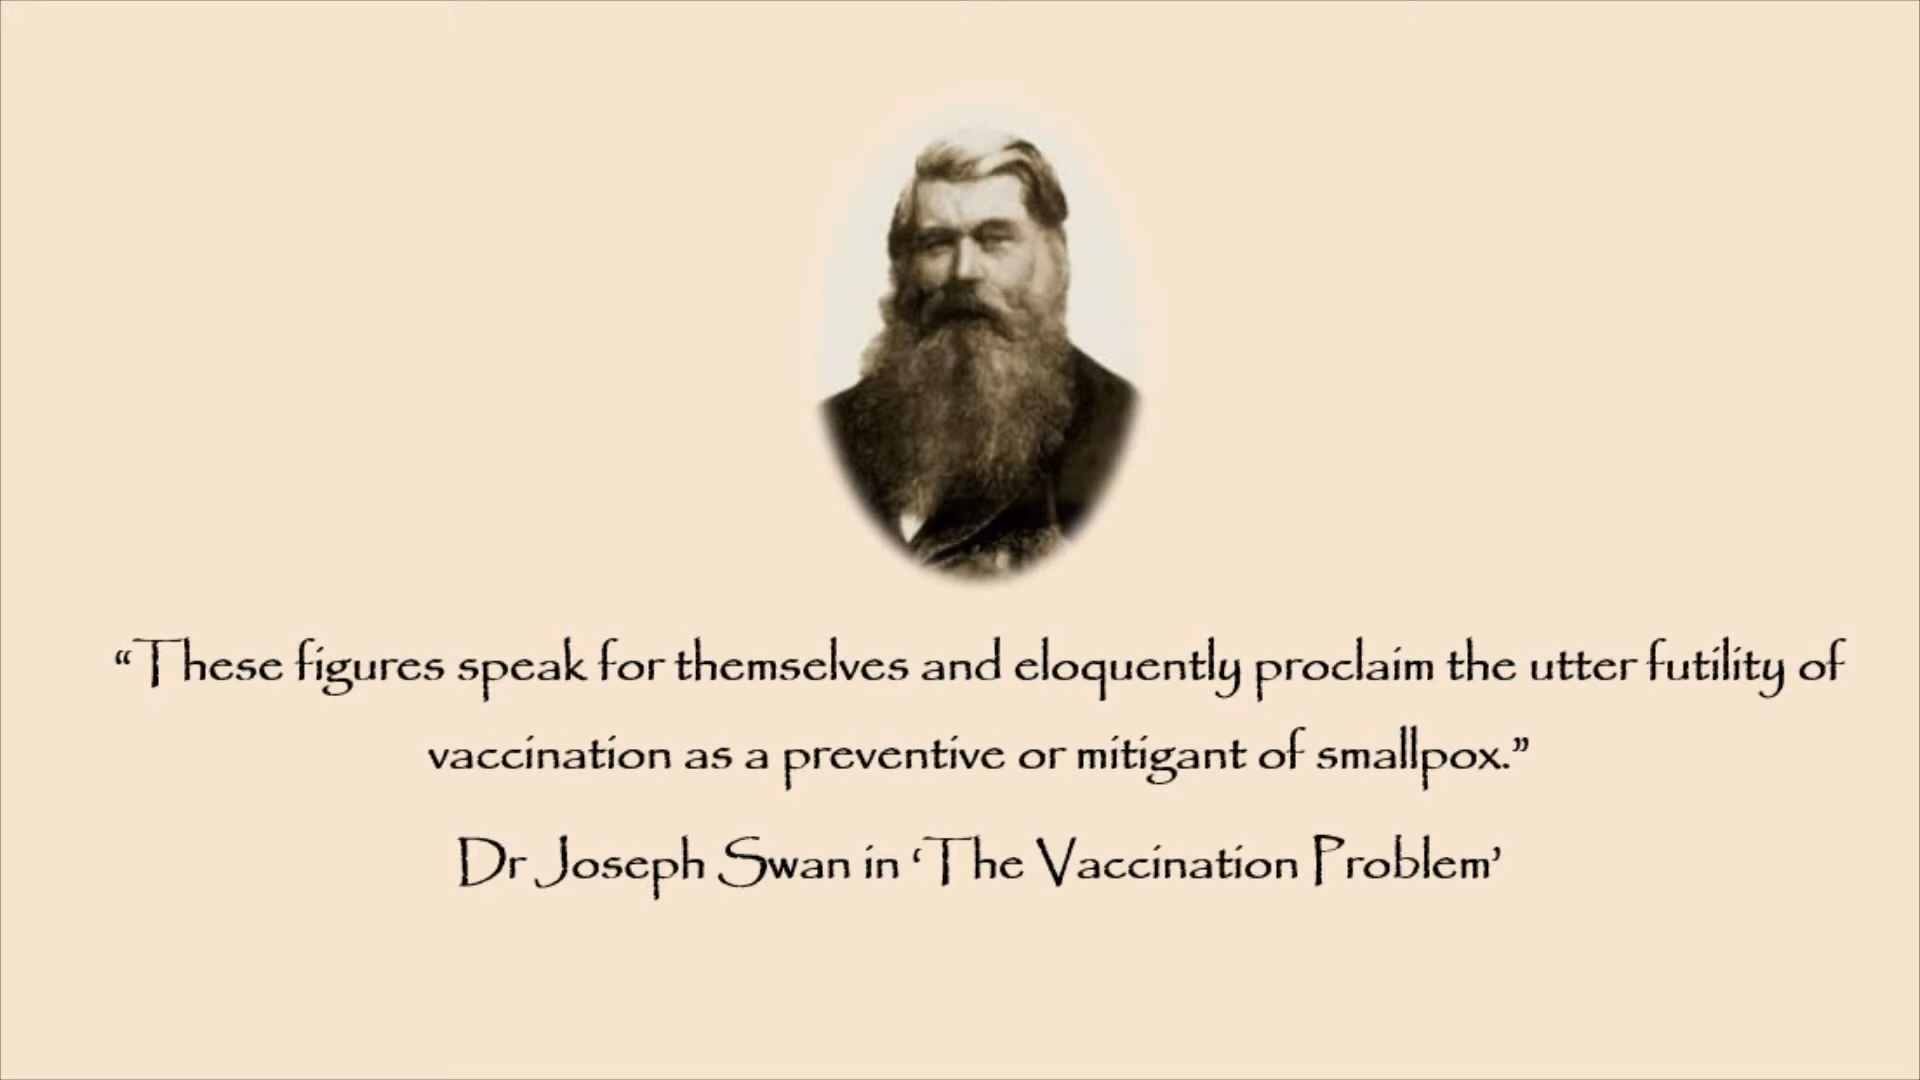 “These figures speak for themselves and eloquently proclaim the utter futility of
vaccination as a preventive or mitigant of smallpox.”
Dr Joseph Swan in ‘The Vaccination Problem’